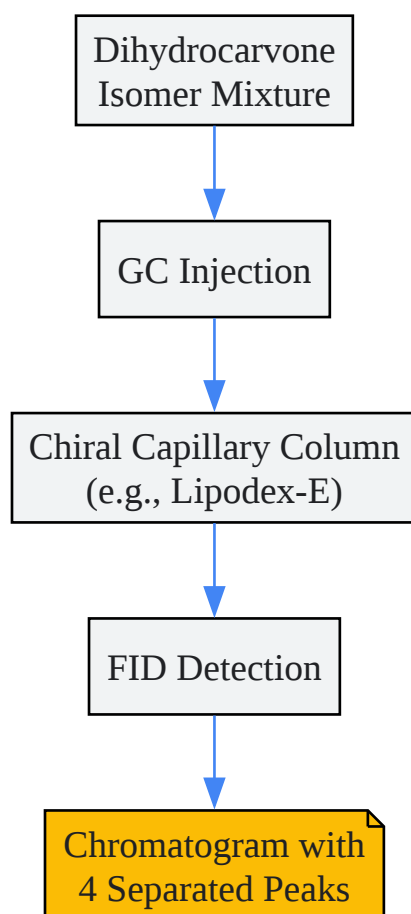 Dihydrocarvone
Isomer Mixture
GC Injection
Chiral Capillary Column
(e.g., Lipodex-E)
FID Detection
Chromatogram with
4 Separated Peaks